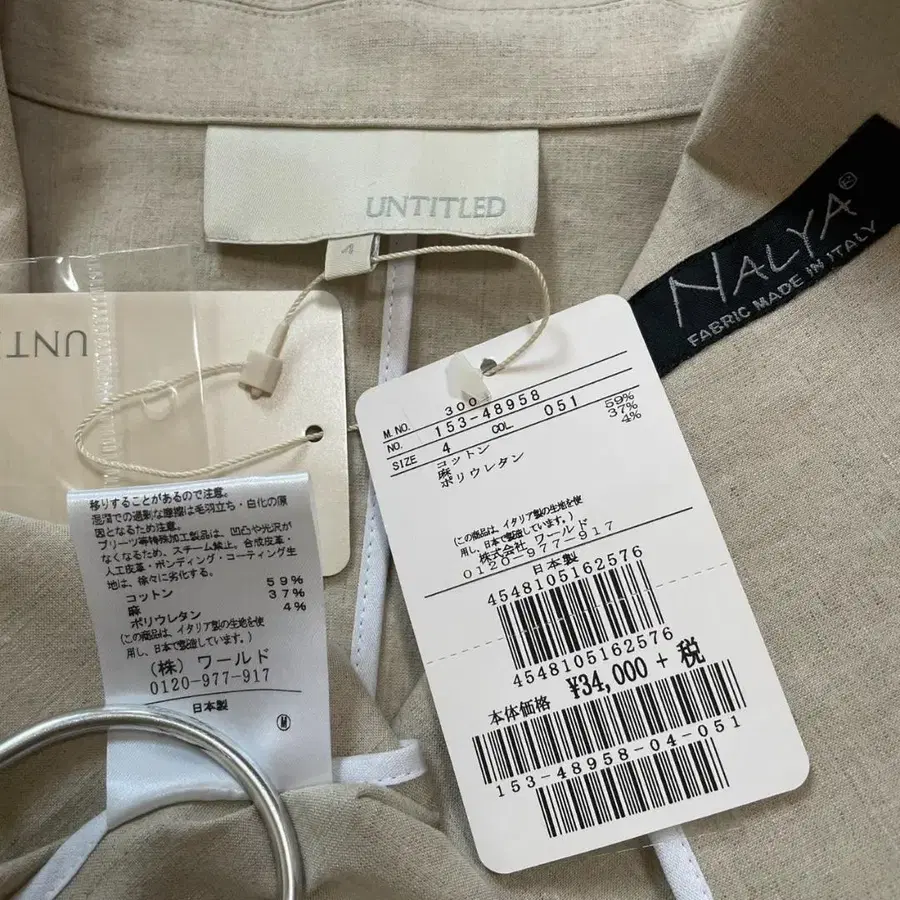 UNTITLED
4
NALYA®
FABRIC MADE IN ITALY
UNTI
M.NO. 300
NO. 153-48958
SIZE 4 COL. 051
コットン 59%
麻 37%
ポリウレタン 4%
(この商品は、イタリア製の生地を使
用し、日本で製造しています。)
株式会社 ワールド
0120-977-917
日本製
4548105162576
4548105162576
本体価格 ¥34,000 + 税
153-48958-04-051
移りすることがあるので注意。
湿潤での過剰な摩擦は毛羽立ち・白化の原
因となるため注意。
プリーツ等特殊加工製品は、凹凸や光沢が
なくなるため、スチーム禁止。合成皮革・
人工皮革・ボンディング・コーティング生
地は、徐々に劣化する。
コットン 59%
麻 37%
ポリウレタン 4%
(この商品は、イタリア製の生地を使
用し、日本で製造しています。)
(株) ワールド
0120-977-917
日本製
M